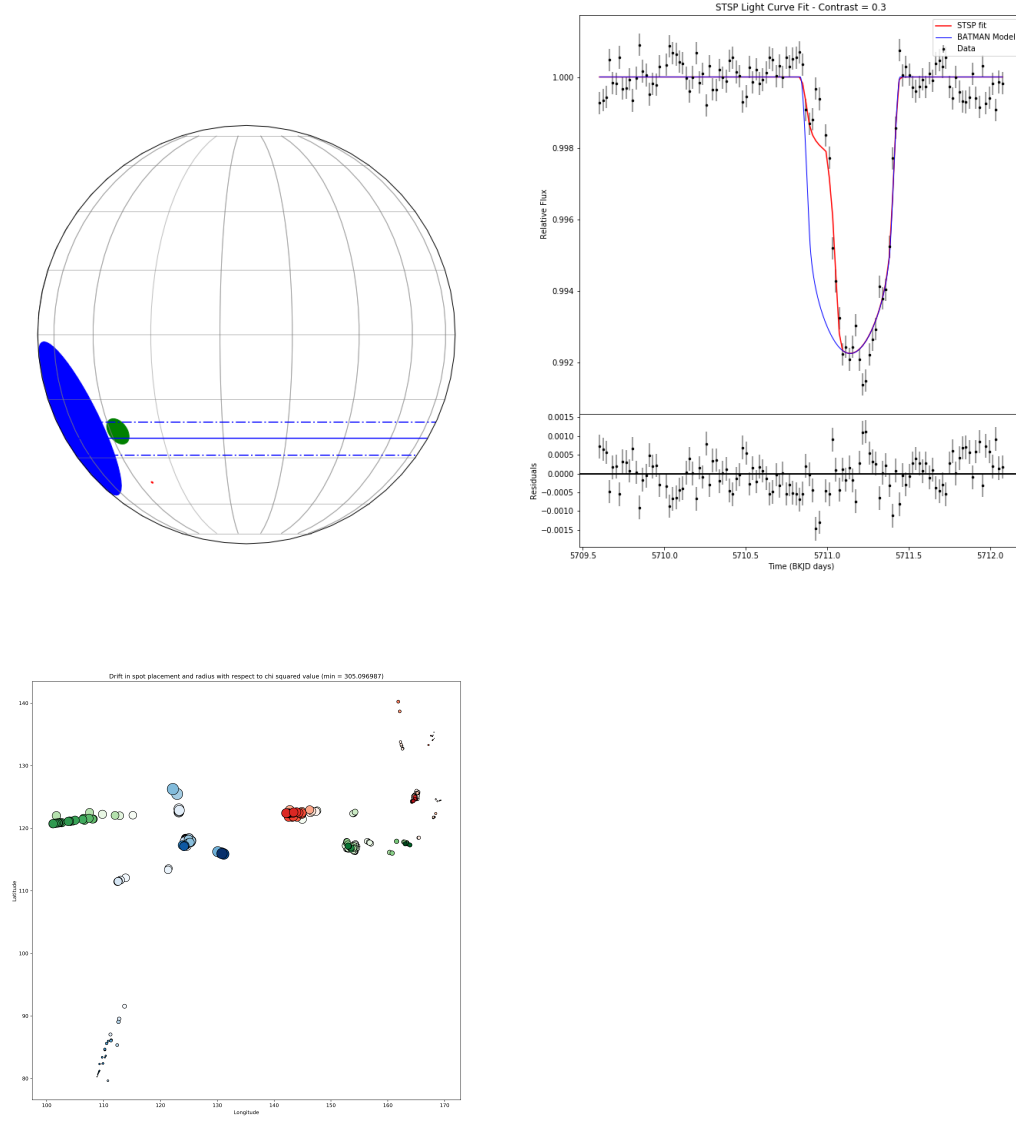 STSP Light Curve Fit - Contrast = 0.3
STSP fit
BATMAN Model
Data
1.000
0.998
0.996
0.994
0.992
Relative Flux
0.0015
0.0010
0.0005
0.0000
−0.0005
−0.0010
−0.0015
Residuals
5709.5 5710.0 5710.5 5711.0 5711.5 5712.0
Time (BKJD days)
Drift in spot placement and radius with respect to chi squared value (min = 305.096987)
140
130
120
110
100
90
80
Latitude
100 110 120 130 140 150 160 170
Longitude